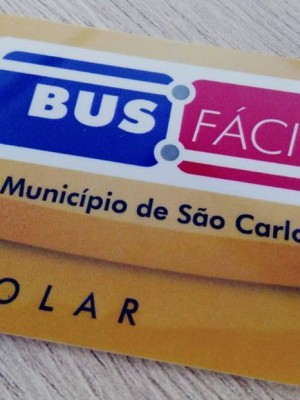 BUS FÁCI
Município de São Carlo
OLAR